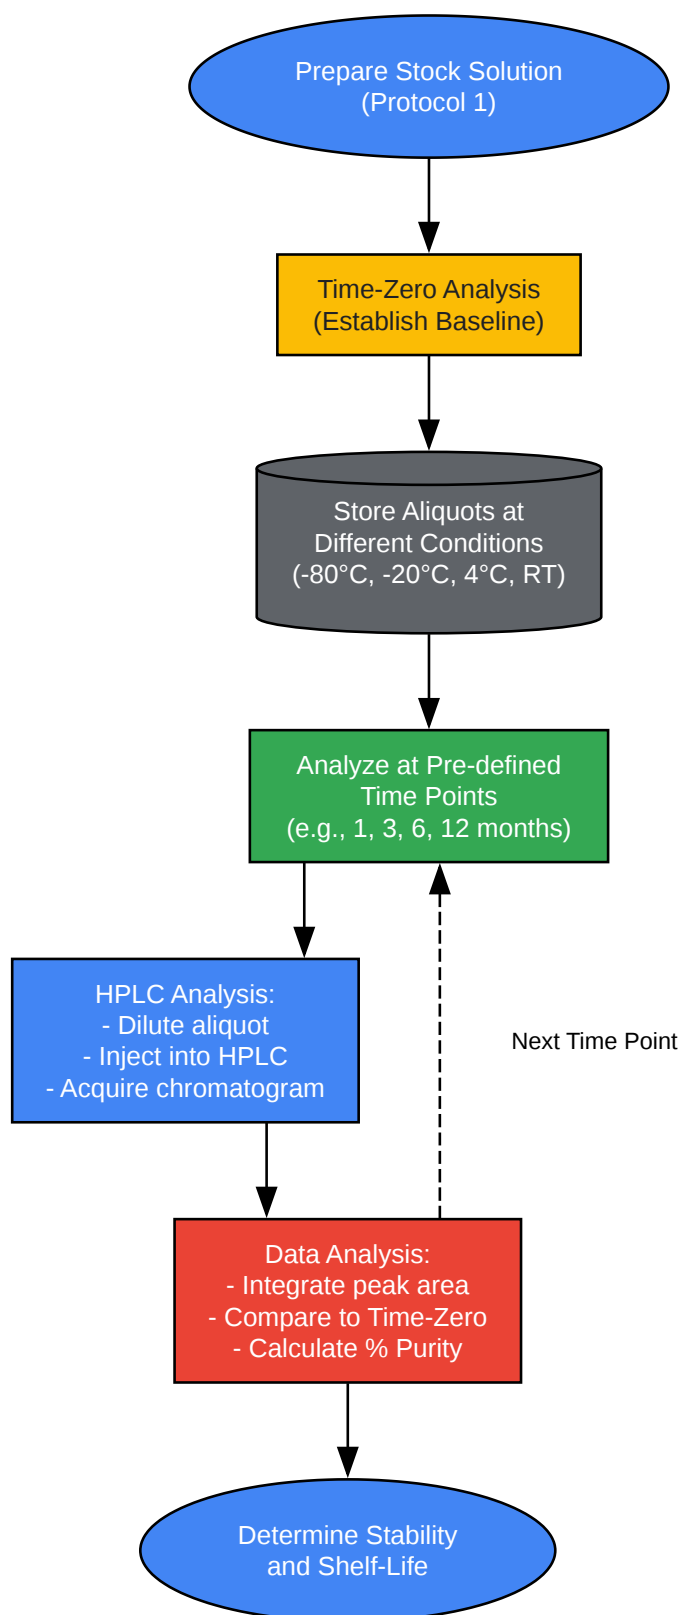 Prepare Stock Solution
(Protocol 1)
Time-Zero Analysis
(Establish Baseline)
Store Aliquots at
Different Conditions
(-80°C, -20°C, 4°C, RT)
Analyze at Pre-defined
Time Points
(e.g., 1, 3, 6, 12 months)
HPLC Analysis:
- Dilute aliquot
- Inject into HPLC
- Acquire chromatogram
Next Time Point
Data Analysis:
- Integrate peak area
- Compare to Time-Zero
- Calculate % Purity
Determine Stability
and Shelf-Life